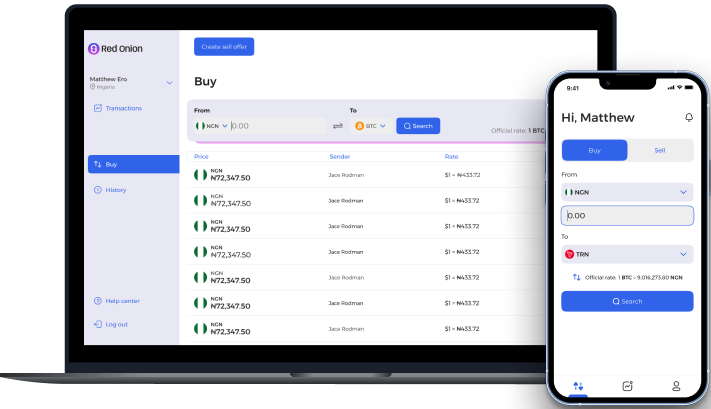 Red Onion
Create sell offer
Matthew Ero
Nigeria
Transactions
Buy
History
Help center
Log out
Buy
From
To
NGN 0.00
BTC
Search
Official rate: 1 BTC
Price Sender Rate
NGN
₦72,347.50 Jace Rodman $1 = ₦433.72
NGN
₦72,347.50 Jace Rodman $1 = ₦433.72
NGN
₦72,347.50 Jace Rodman $1 = ₦433.72
NGN
₦72,347.50 Jace Rodman $1 = ₦433.72
NGN
₦72,347.50 Jace Rodman $1 = ₦433.72
NGN
₦72,347.50 Jace Rodman $1 = ₦433.72
NGN
₦72,347.50 Jace Rodman $1 = ₦433.72
9:41
Hi, Matthew
Buy Sell
From
NGN
0.00
To
TRN
Official rate: 1 BTC = 9,016,273.80 NGN
Search